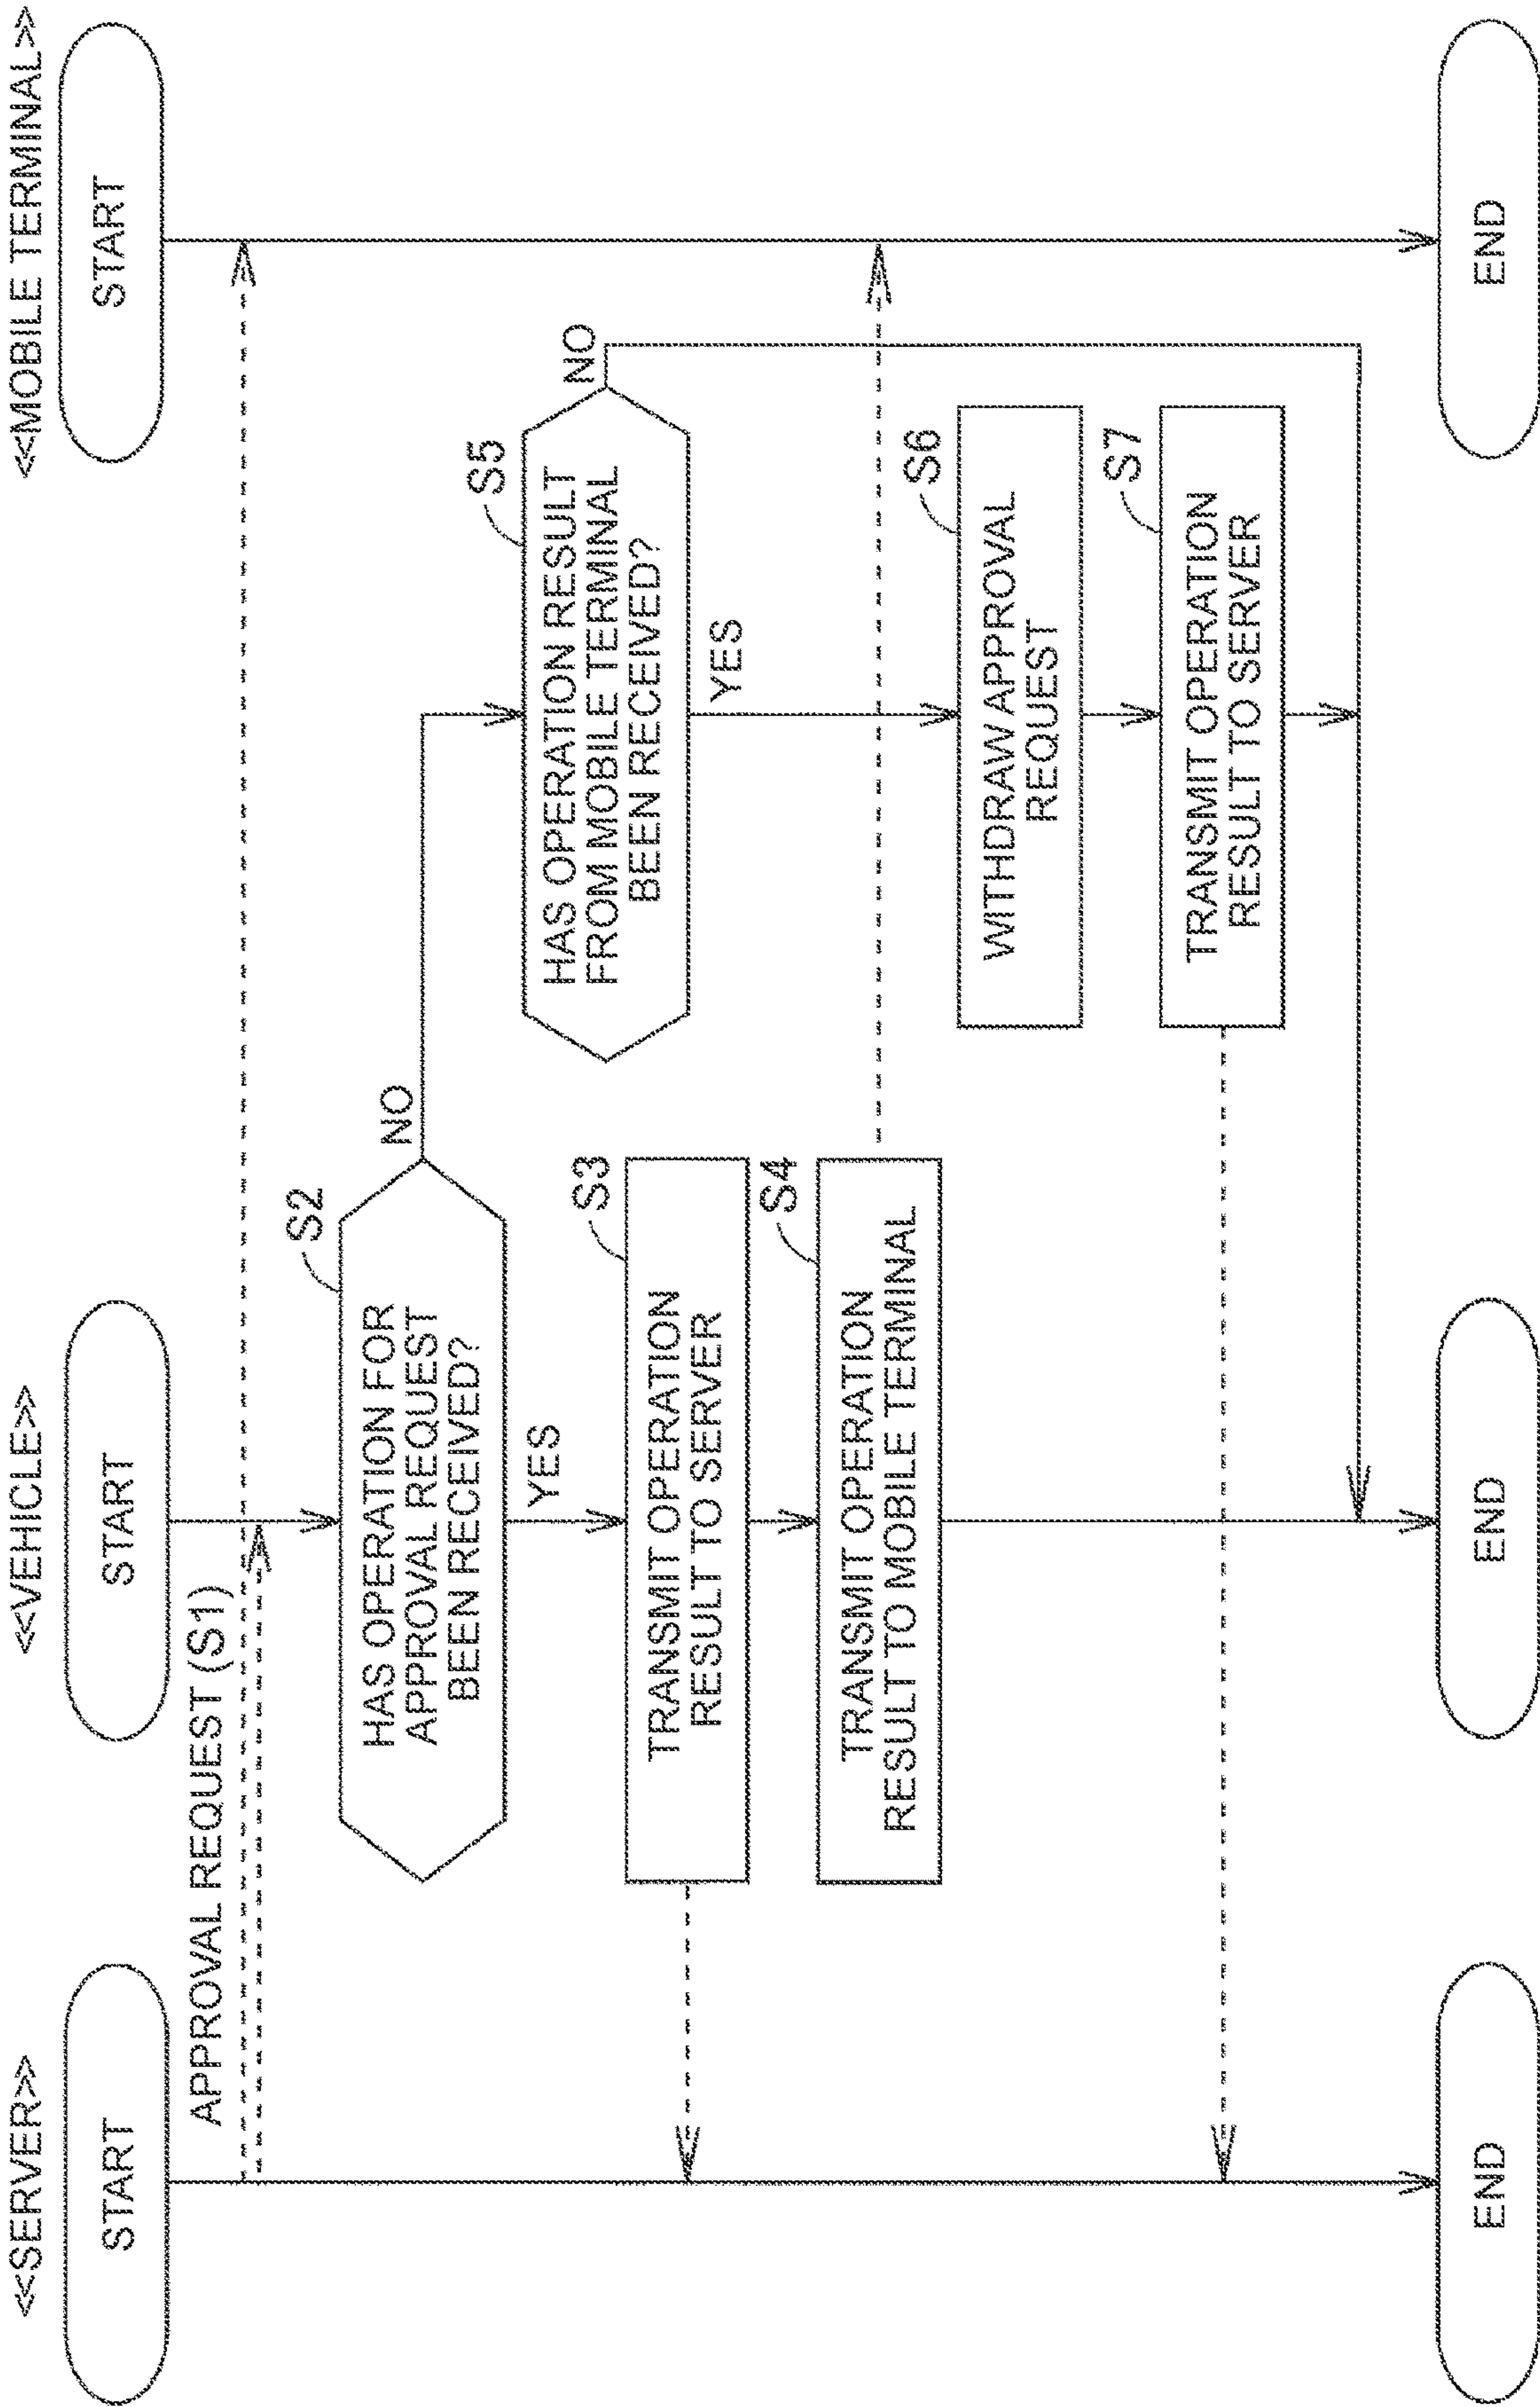 <<SERVER>>
<<VEHICLE>>
<<MOBILE TERMINAL>>
START
START
START
APPROVAL REQUEST (S1)
S2
HAS OPERATION FOR
APPROVAL REQUEST
BEEN RECEIVED?
NO
YES
S5
HAS OPERATION RESULT
FROM MOBILE TERMINAL
BEEN RECEIVED?
NO
YES
S3
TRANSMIT OPERATION
RESULT TO SERVER
S4
TRANSMIT OPERATION
RESULT TO MOBILE TERMINAL
S6
WITHDRAW APPROVAL
REQUEST
S7
TRANSMIT OPERATION
RESULT TO SERVER
END
END
END